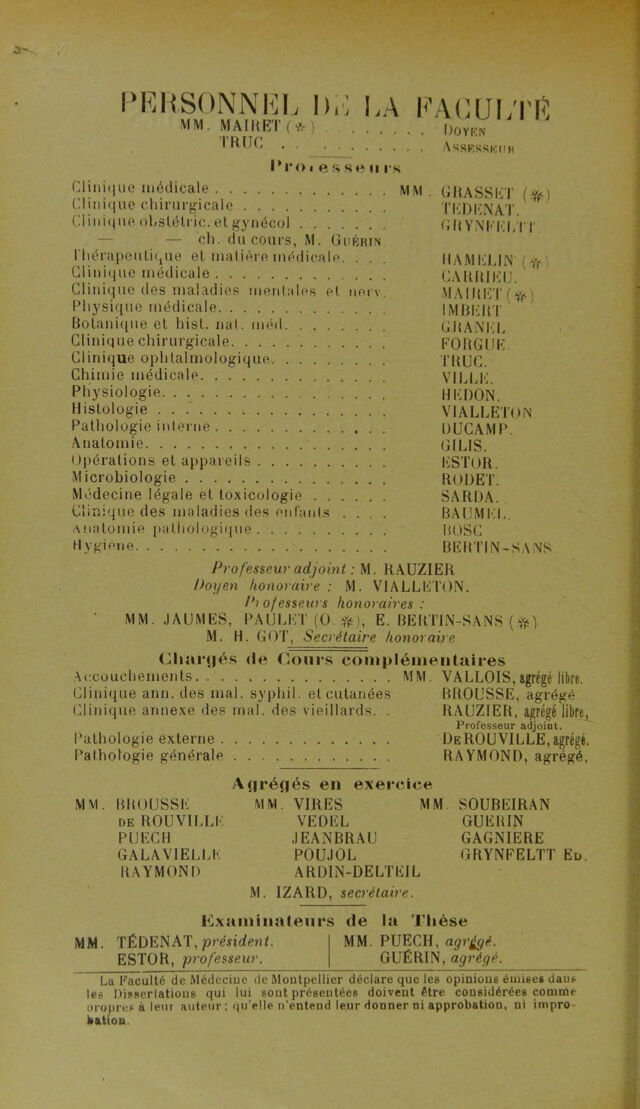 PERSONNEL DE LA FACULTÉ
MM. MAIRET (✻) . . . . . . . . DOYEN
TRUC . . . . . . . . . . . ASSESSEUR
Professeurs
Clinique médicale . . . . . . . . . . . . . MM. GRASSET (✻)
Clinique chirurgicale . . . . . . . . . . . TEDENAT.
Clinique obstétric. et gynécol . . . . . . . GRYNFELTT.
— — ch. du cours, M. GUÉRIN.
Thérapeutique et matière médicale. . . . HAMELIN (✻)
Clinique médicale . . . . . . . . . . . . . CARRIEU.
Clinique des maladies mentales et nerv. MAIRET (✻)
Physique médicale. . . . . . . . . . . . . IMBERT
Botanique et hist. nat. méd. . . . . . . . GRANEL
Clinique chirurgicale. . . . . . . . . . . . FORGUE.
Clinique ophtalmologique. . . . . . . . . TRUC.
Chimie médicale. . . . . . . . . . . . . . VILLE.
Physiologie. . . . . . . . . . . . . . . . . HEDON.
Histologie . . . . . . . . . . . . . . . . . VIALLETON
Pathologie interne . . . . . . . . . . . . . DUCAMP.
Anatomie. . . . . . . . . . . . . . . . . . GILIS.
Opérations et appareils . . . . . . . . . . ESTOR.
Microbiologie . . . . . . . . . . . . . . . RODET.
Médecine légale et toxicologie . . . . . . SARDA.
Clinique des maladies des enfants . . . . BAUMEL.
Anatomie pathologique . . . . . . . . . . BOSC
Hygiène. . . . . . . . . . . . . . . . . . . BERTIN-SANS.
Professeur adjoint : M. RAUZIER
Doyen honoraire : M. VIALLETON.
Professeurs honoraires :
MM. JAUMES, PAULET (O. ✻), E. BERTIN-SANS (✻)
M. H. GOT, Secrétaire honoraire
Chargés de Cours complémentaires
Accouchements. . . . . . . . . . . . . . . MM. VALLOIS, agrégé libre.
Clinique ann. des mal. syphil. et cutanées BROUSSE, agrégé
Clinique annexe des mal. des vieillards. . RAUZIER, agrégé libre,
Professeur adjoint.
Pathologie externe . . . . . . . . . . . . . DE ROUVILLE, agrégé.
Pathologie générale . . . . . . . . . . . . RAYMOND, agrégé.
Agrégés en exercice
MM. BROUSSE MM. VIRES MM. SOUBEIRAN
DE ROUVILLE VEDEL GUERIN
PUECH JEANBRAU GAGNIERE
GALAVIELLE POUJOL GRYNFELTT ED.
RAYMOND ARDIN-DELTEIL
M. IZARD, secrétaire.
Examinateurs de la Thèse
MM. TÉDENAT, président. MM. PUECH, agrégé.
ESTOR, professeur. GUÉRIN, agrégé.
La Faculté de Médecine de Montpellier déclare que les opinions émises dans
les Dissertations qui lui sont présentées doivent être considérées comme
propres à leur auteur ; qu'elle n'entend leur donner ni approbation, ni impro-
bation.